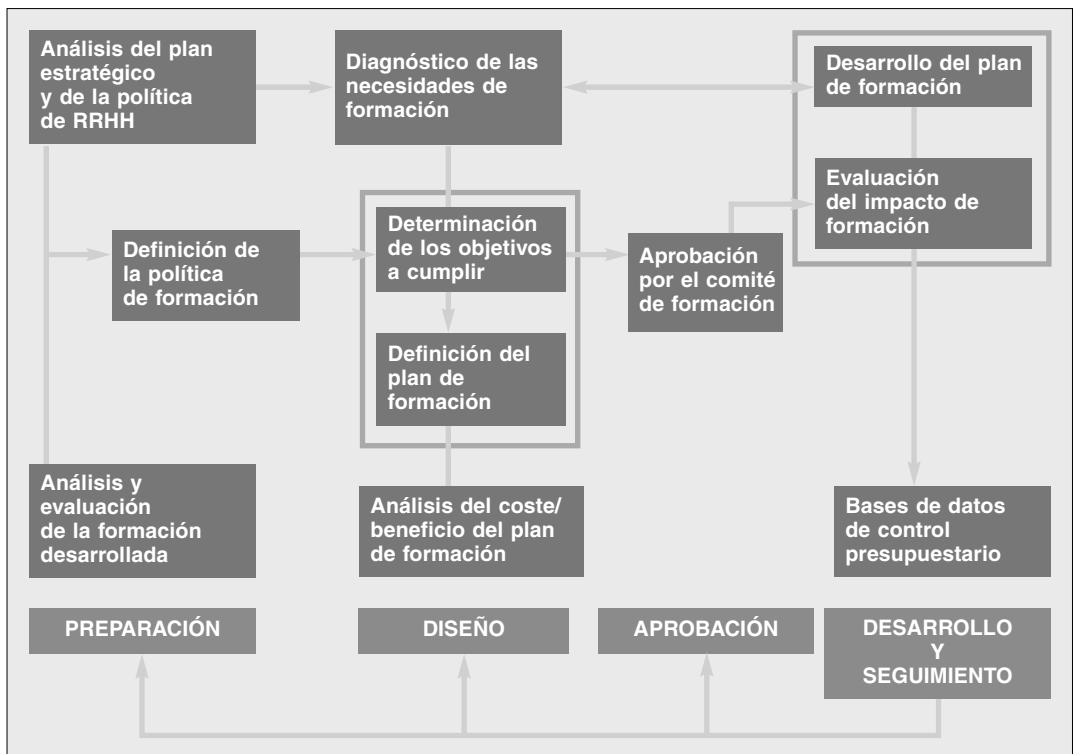 Análisis del plan
estratégico
y de la política
de RRHH
Diagnóstico de las
necesidades de
formación
Desarrollo del plan
de formación
Evaluación
del impacto de
formación
Definición de
la política
de formación
Determinación
de los objetivos
a cumplir
Aprobación
por el comité
de formación
Definición del
plan de
formación
Análisis y
evaluación
de la formación
desarrollada
Análisis del coste/
beneficio del plan
de formación
Bases de datos
de control
presupuestario
PREPARACIÓN
DISEÑO
APROBACIÓN
DESARROLLO
Y
SEGUIMIENTO